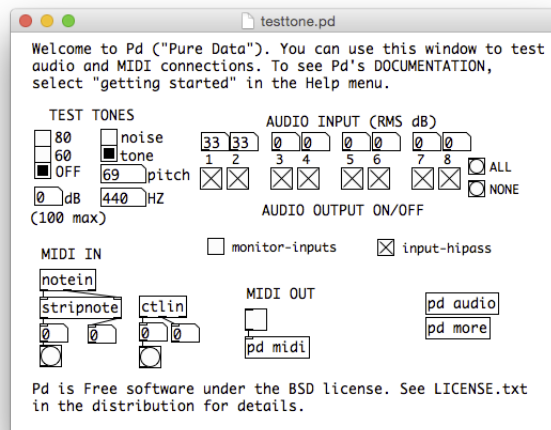 testtone.pd
Welcome to Pd ("Pure Data"). You can use this window to test
audio and MIDI connections. To see Pd's DOCUMENTATION,
select "getting started" in the Help menu.
TEST TONES
AUDIO INPUT (RMS dB)
80 noise
60 tone
OFF 69 pitch
0 dB 440 HZ
(100 max)
33 33 0 0 0 0 0 0
1 2 3 4 5 6 7 8
ALL
NONE
AUDIO OUTPUT ON/OFF
monitor-inputs input-hipass
MIDI IN
notein
stripnote ctlin
0 0 0 0
MIDI OUT
pd midi
pd audio
pd more
Pd is Free software under the BSD license. See LICENSE.txt
in the distribution for details.